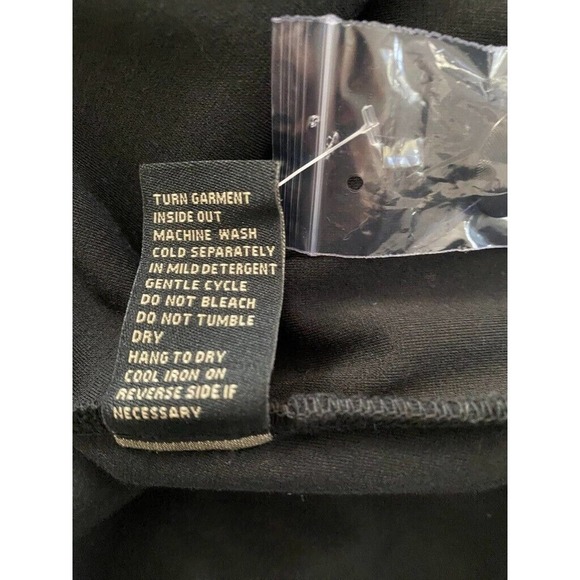 TURN GARMENT
INSIDE OUT
MACHINE WASH
COLD SEPARATELY
IN MILD DETERGENT
GENTLE CYCLE
DO NOT BLEACH
DO NOT TUMBLE
DRY
HANG TO DRY
COOL IRON ON
REVERSE SIDE IF
NECESSARY